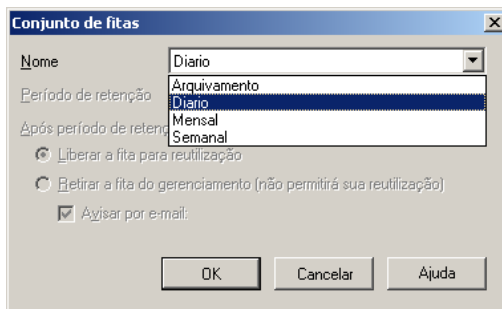 Conjunto de fitas
Nome
Diario
Arquivamento
Diario
Mensal
Semanal
Período de retenção
Após período de
Liberar a fita para reutilização
Retirar a fita do gerenciamento (não permitirá sua reutilização)
Avisar por e-mail:
OK
Cancelar
Ajuda